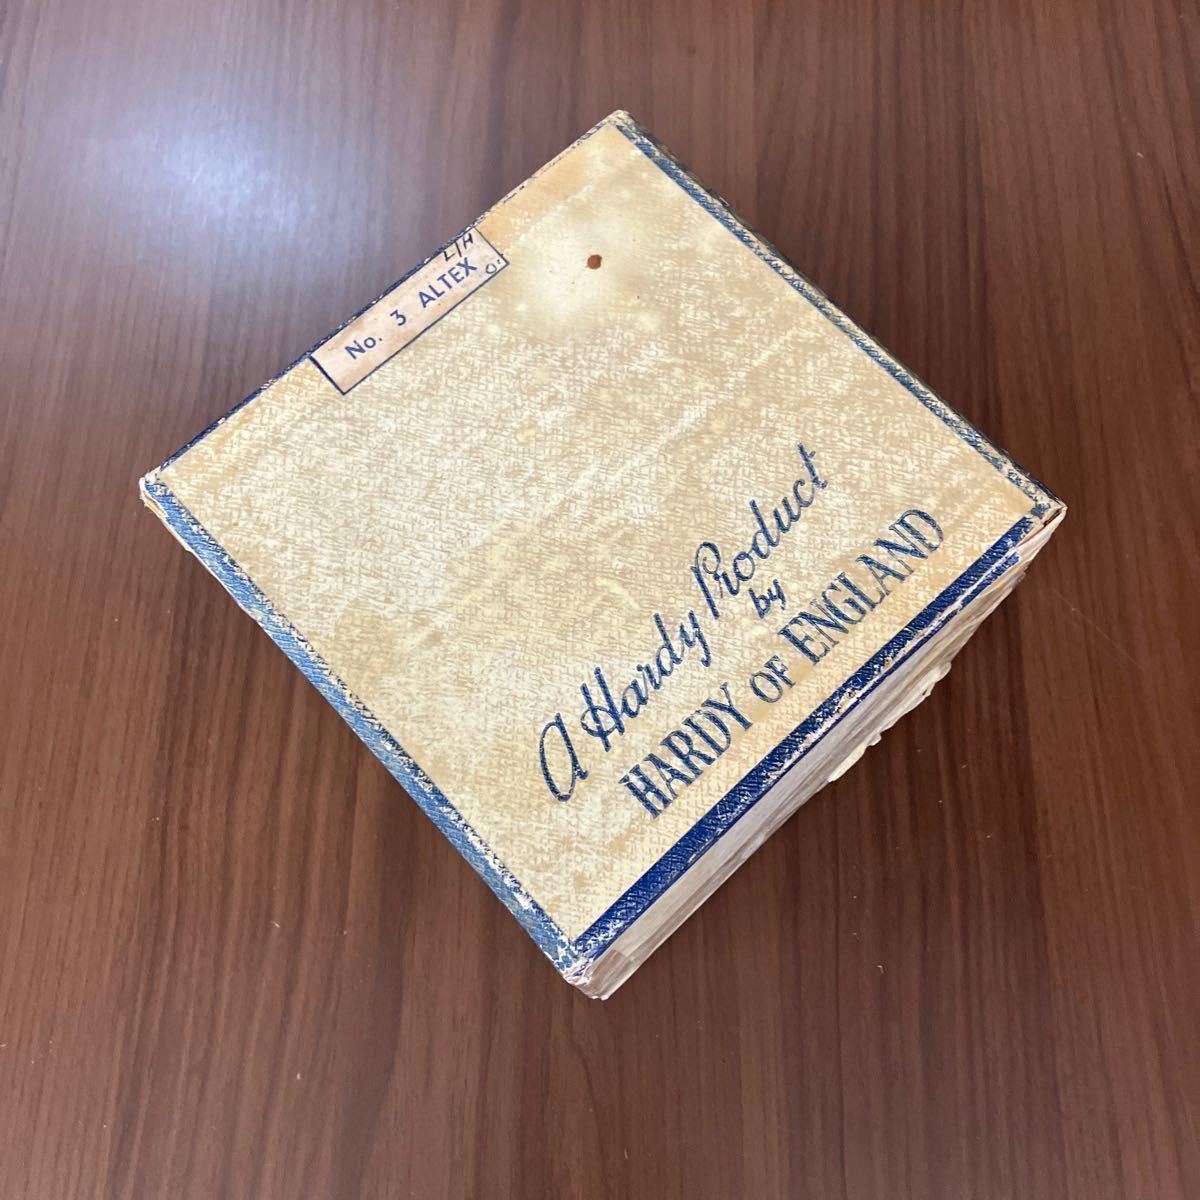 L/H
No. 3 ALTEX
A Hardy Product
by
HARDY OF ENGLAND